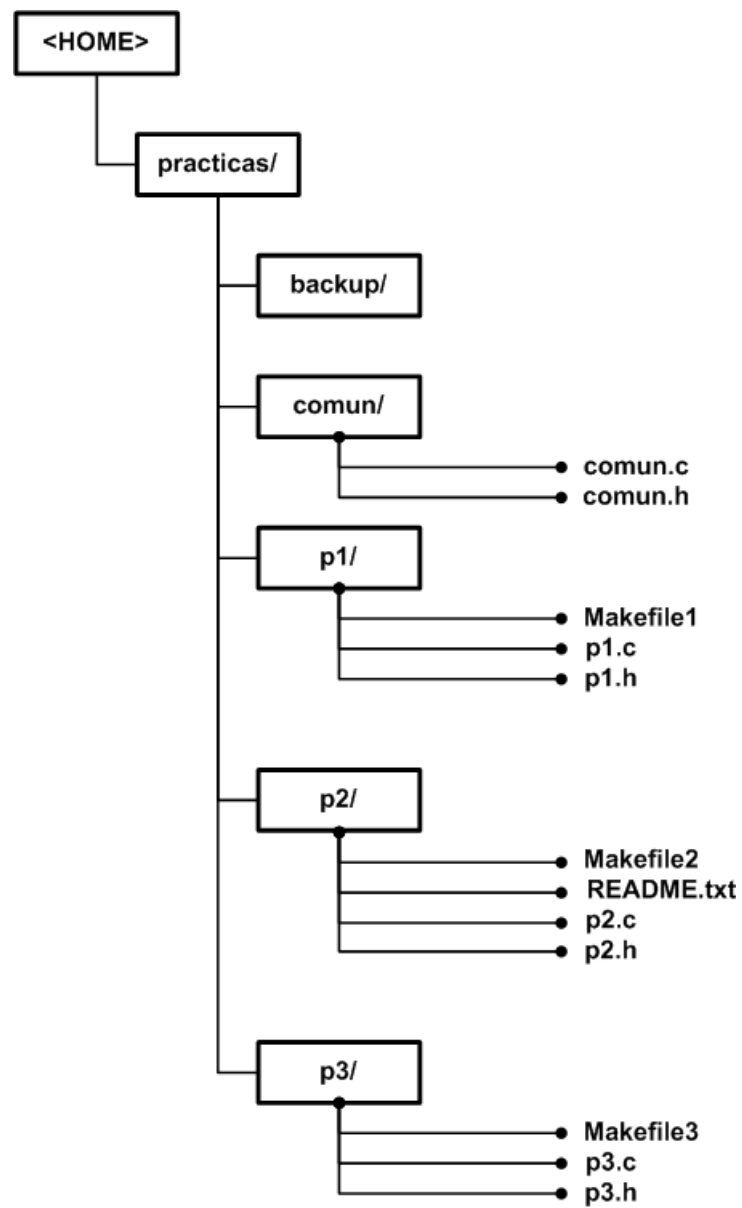 <HOME>
practicas/
backup/
comun/
comun.c
comun.h
p1/
Makefile1
p1.c
p1.h
p2/
Makefile2
README.txt
p2.c
p2.h
p3/
Makefile3
p3.c
p3.h